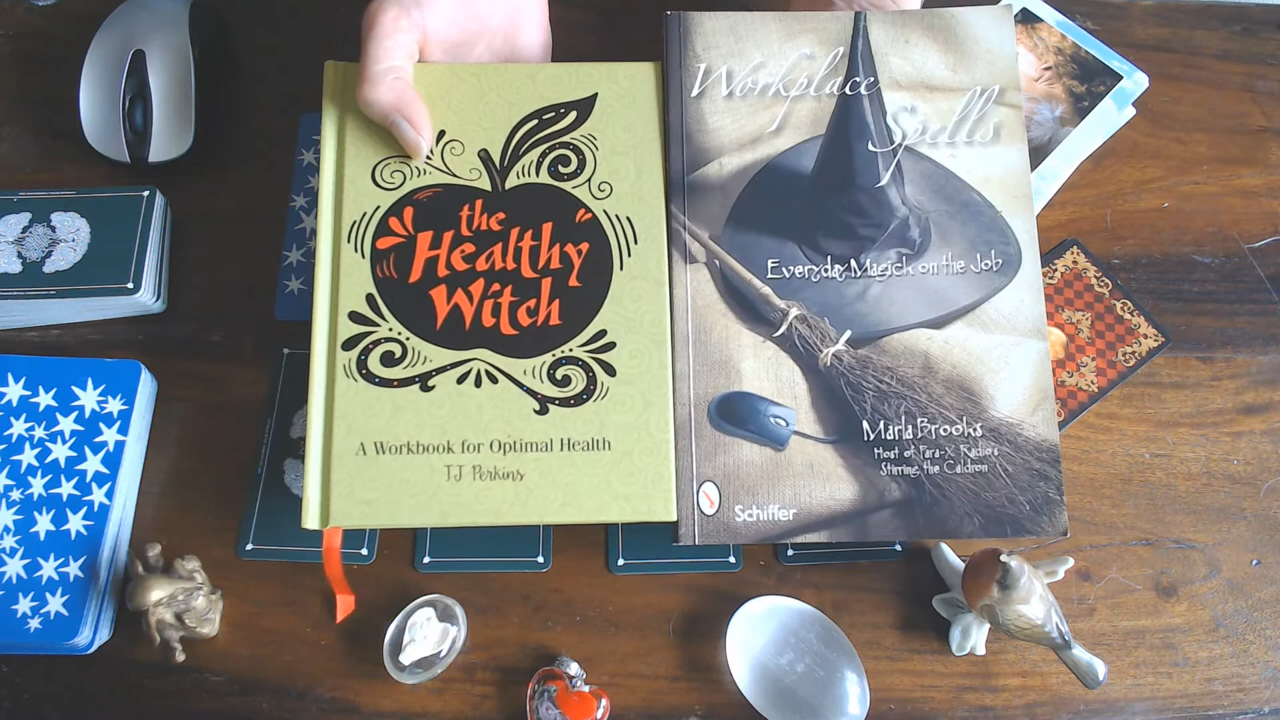 the
Healthy
Witch
A Workbook for Optimal Health
TJ Perkins
Workplace
Spells
Everyday Magick on the Job
Marla Brooks
Host of Para-X Radio's
Stirring the Caldron
Schiffer